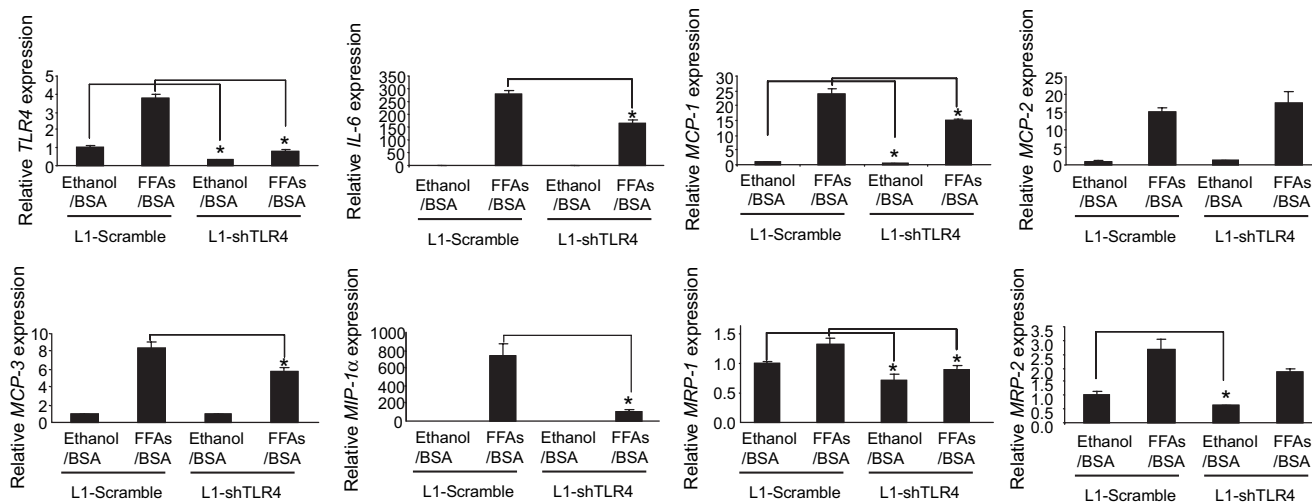 Relative TLR4 expression
5
4
3
2
1
0
* *
Ethanol FFAs Ethanol FFAs
/BSA /BSA /BSA /BSA
L1-Scramble L1-shTLR4
Relative IL-6 expression
350
300
250
200
150
100
50
0
*
Ethanol FFAs Ethanol FFAs
/BSA /BSA /BSA /BSA
L1-Scramble L1-shTLR4
Relative MCP-1 expression
30
25
20
15
10
5
0
* *
Ethanol FFAs Ethanol FFAs
/BSA /BSA /BSA /BSA
L1-Scramble L1-shTLR4
Relative MCP-2 expression
25
20
15
10
5
0
Ethanol FFAs Ethanol FFAs
/BSA /BSA /BSA /BSA
L1-Scramble L1-shTLR4
Relative MCP-3 expression
10
8
6
4
2
0
*
Ethanol FFAs Ethanol FFAs
/BSA /BSA /BSA /BSA
L1-Scramble L1-shTLR4
Relative MIP-1α expression
1000
800
600
400
200
0
*
Ethanol FFAs Ethanol FFAs
/BSA /BSA /BSA /BSA
L1-Scramble L1-shTLR4
Relative MRP-1 expression
1.5
1.0
0.5
0.0
* *
Ethanol FFAs Ethanol FFAs
/BSA /BSA /BSA /BSA
L1-Scramble L1-shTLR4
Relative MRP-2 expression
3.5
3.0
2.5
2.0
1.5
1.0
0.5
0.0
*
Ethanol FFAs Ethanol FFAs
/BSA /BSA /BSA /BSA
L1-Scramble L1-shTLR4